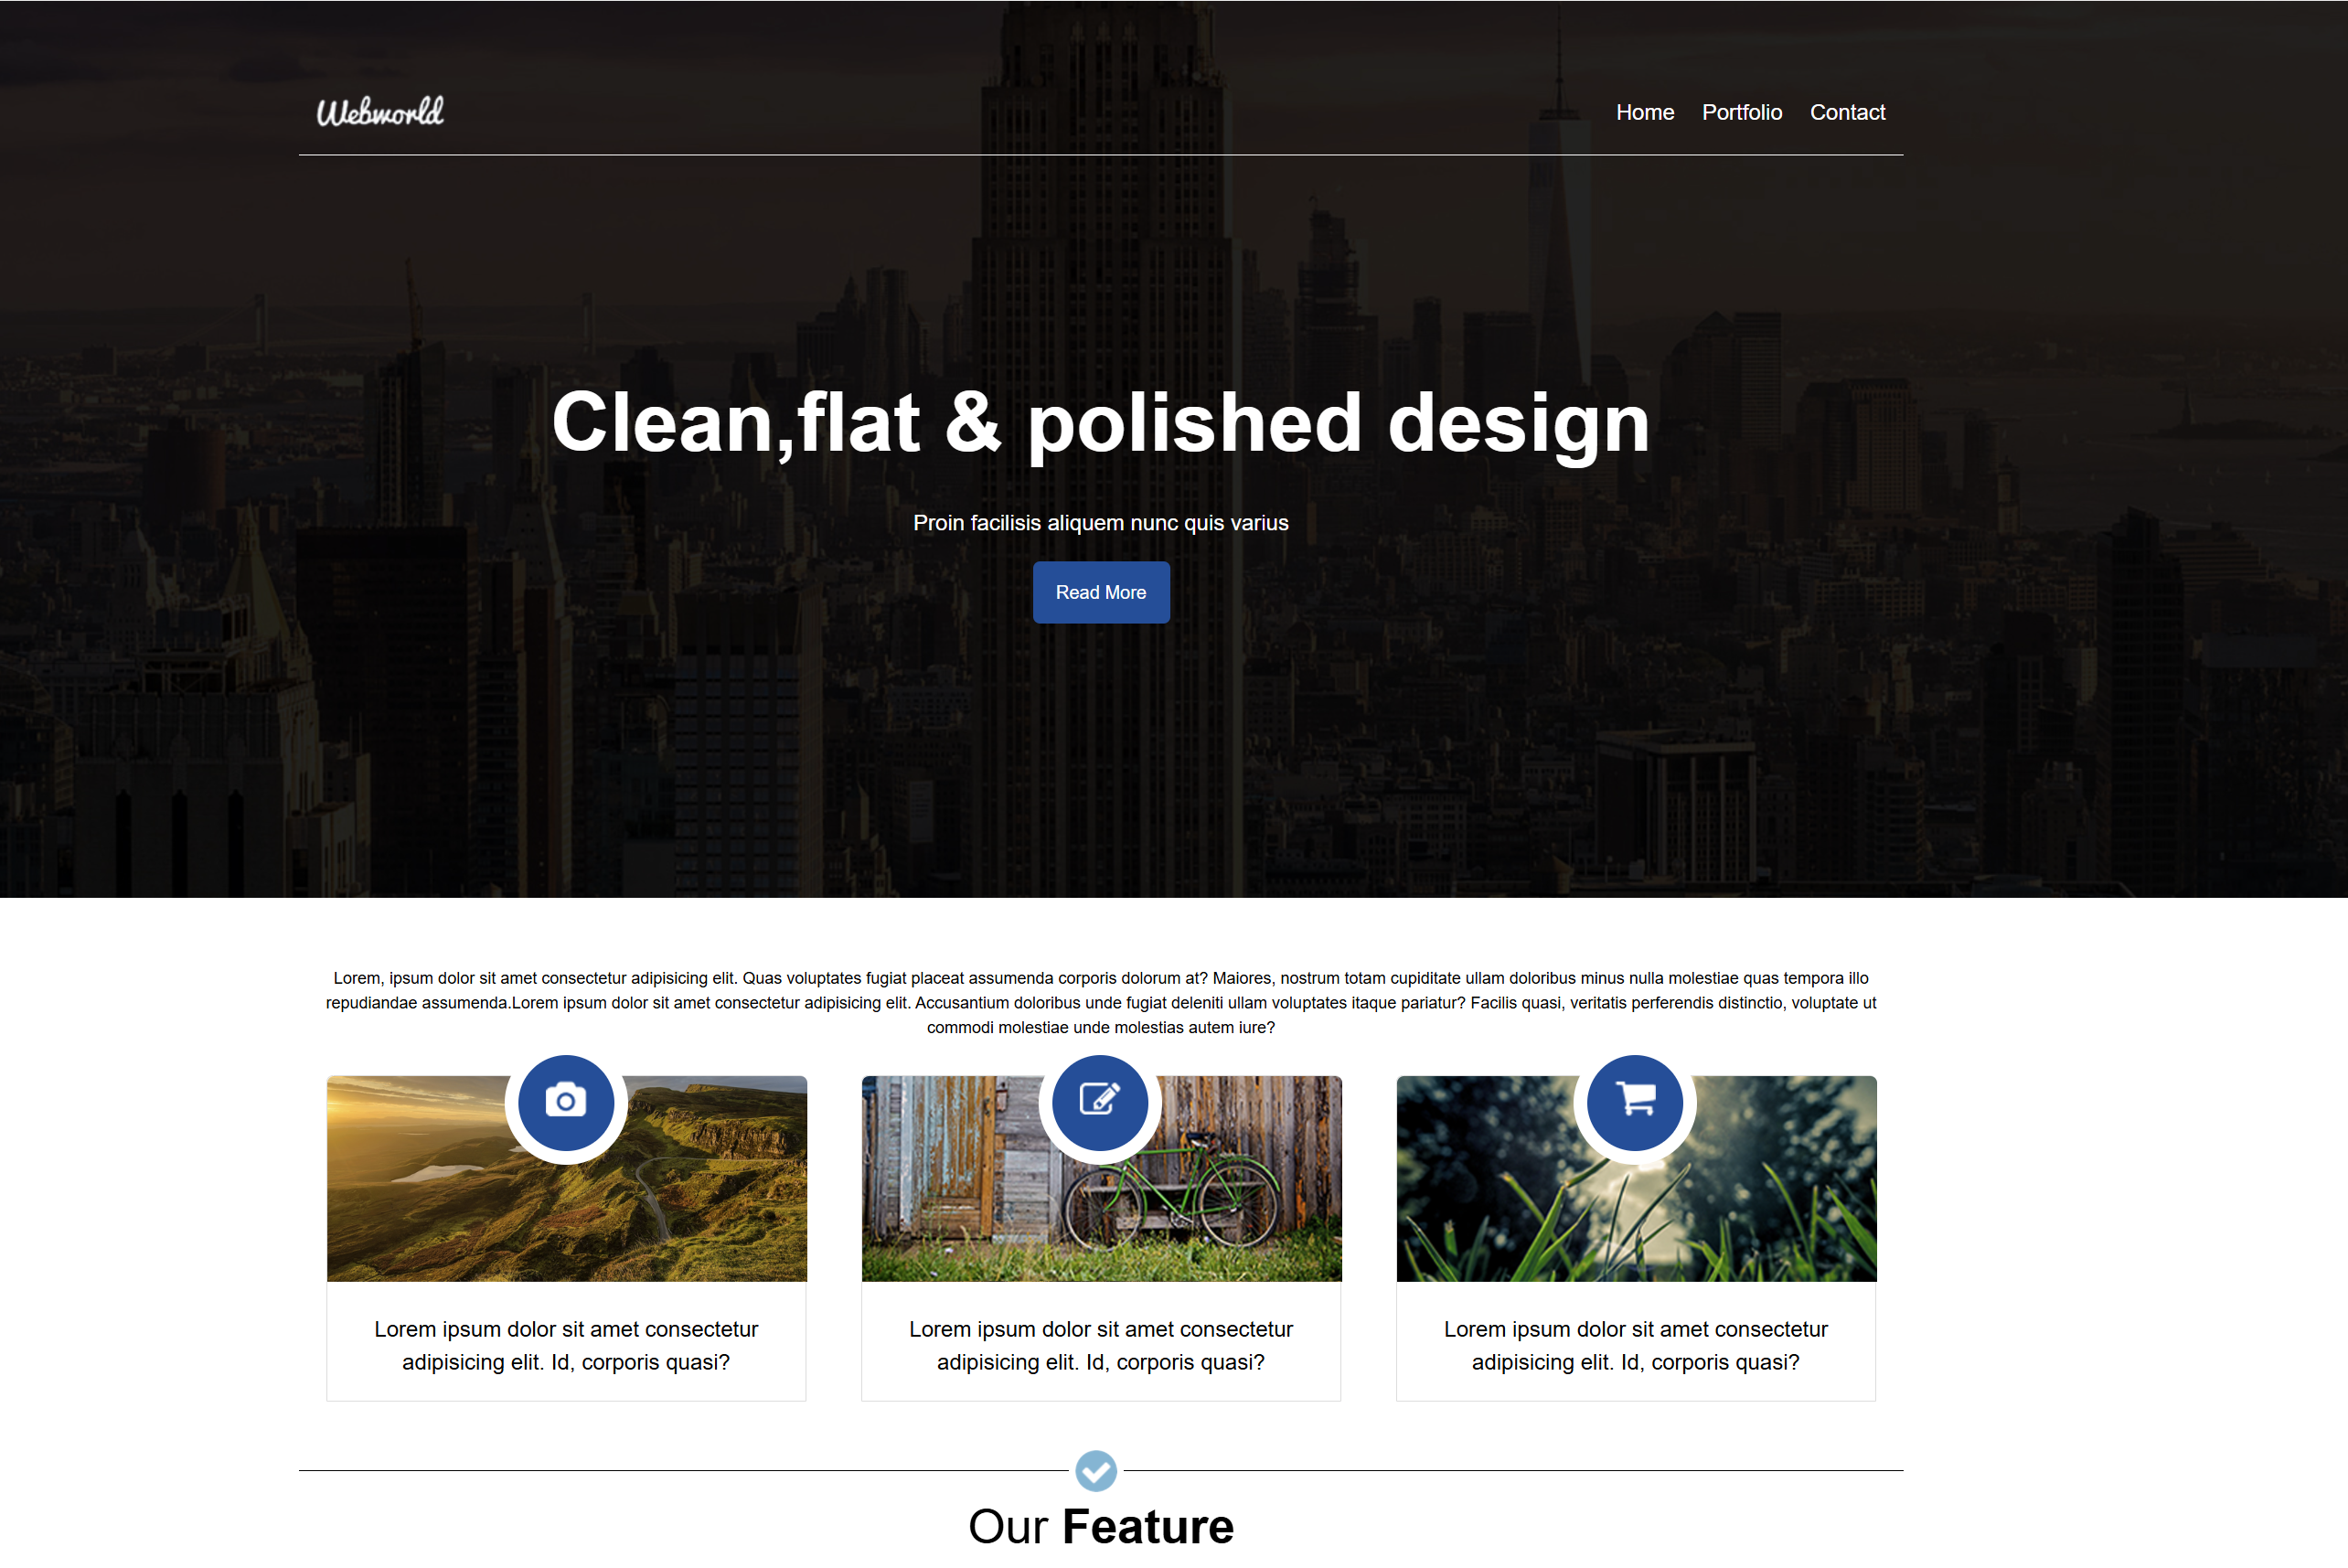 Webworld
Home Portfolio Contact
Clean,flat & polished design
Proin facilisis aliquem nunc quis varius
Read More
Lorem, ipsum dolor sit amet consectetur adipisicing elit. Quas voluptates fugiat placeat assumenda corporis dolorum at? Maiores, nostrum totam cupiditate ullam doloribus minus nulla molestiae quas tempora illo
repudiandae assumenda.Lorem ipsum dolor sit amet consectetur adipisicing elit. Accusantium doloribus unde fugiat deleniti ullam voluptates itaque pariatur? Facilis quasi, veritatis perferendis distinctio, voluptate ut
commodi molestiae unde molestias autem iure?
Lorem ipsum dolor sit amet consectetur
adipisicing elit. Id, corporis quasi?
Lorem ipsum dolor sit amet consectetur
adipisicing elit. Id, corporis quasi?
Lorem ipsum dolor sit amet consectetur
adipisicing elit. Id, corporis quasi?
Our Feature